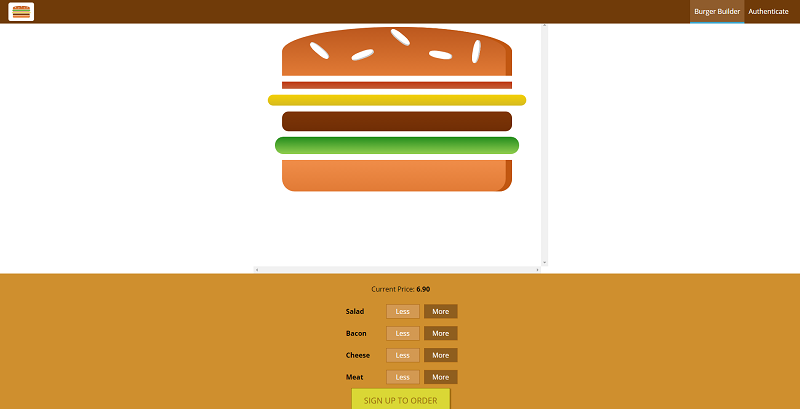 Burger Builder Authenticate
Current Price: 6.90
Salad Less More
Bacon Less More
Cheese Less More
Meat Less More
SIGN UP TO ORDER